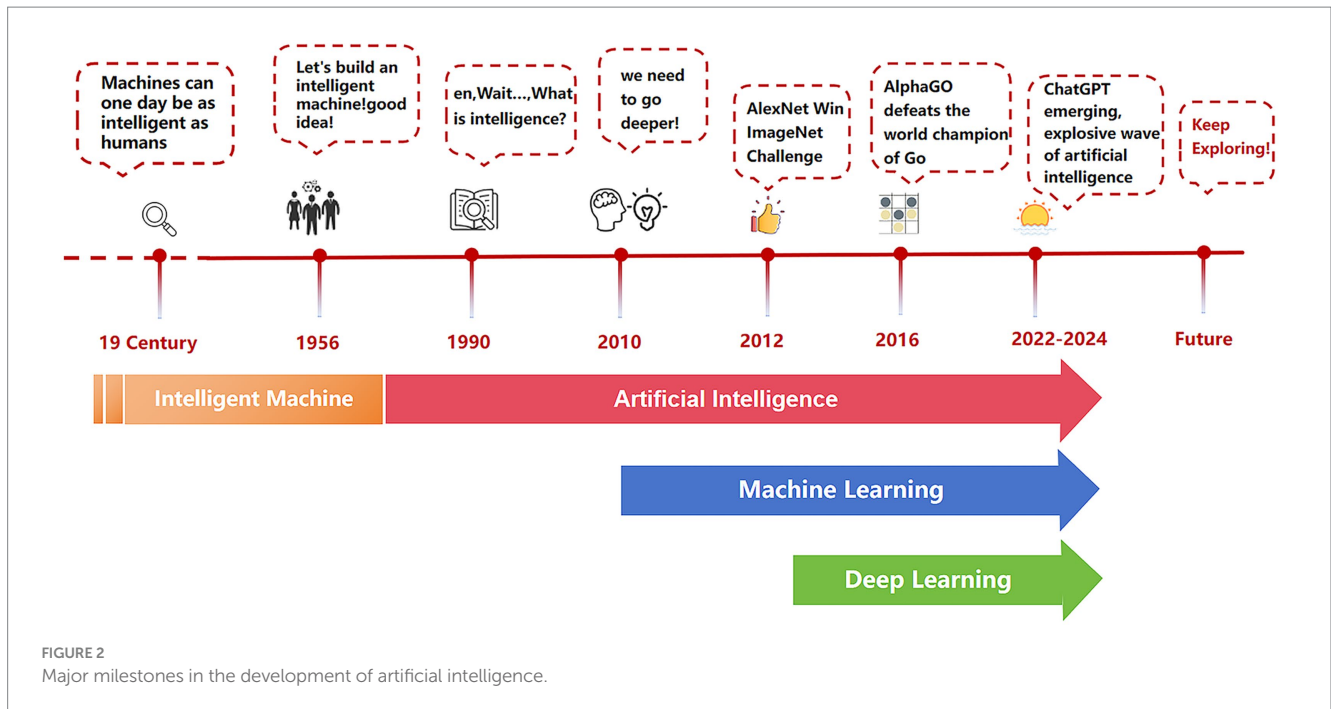 Machines can
one day be as
intelligent as
humans
Let's build an
intelligent
machine!good
idea!
en,Wait...,What
is intelligence?
we need
to go
deeper!
AlexNet Win
ImageNet
Challenge
AlphaGO
defeats the
world champion
of Go
ChatGPT
emerging,
explosive wave
of artificial
intelligence
Keep
Exploring!
19 Century
1956
1990
2010
2012
2016
2022-2024
Future
Intelligent Machine
Artificial Intelligence
Machine Learning
Deep Learning
FIGURE 2
Major milestones in the development of artificial intelligence.